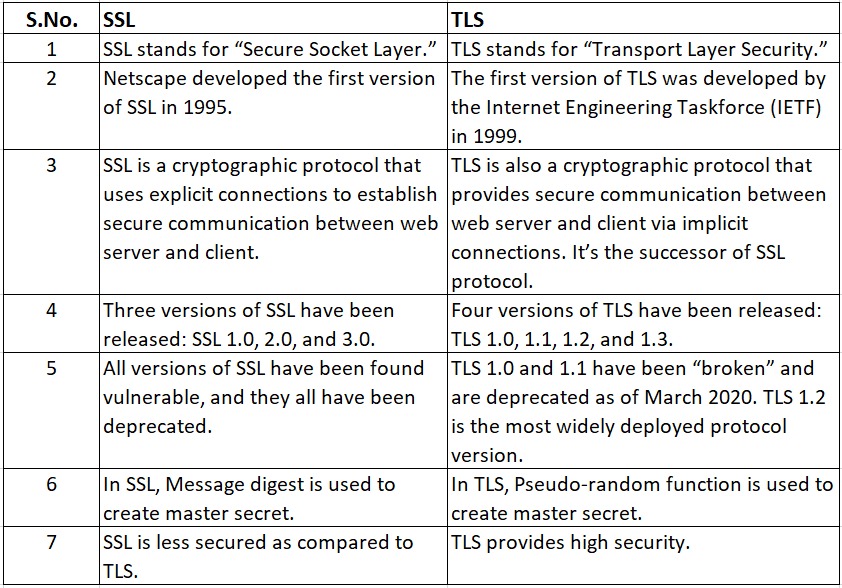 S.No. SSL TLS
1 SSL stands for “Secure Socket Layer.” TLS stands for “Transport Layer Security.”
2 Netscape developed the first version
of SSL in 1995.
The first version of TLS was developed by
the Internet Engineering Taskforce (IETF)
in 1999.
3 SSL is a cryptographic protocol that
uses explicit connections to establish
secure communication between web
server and client.
TLS is also a cryptographic protocol that
provides secure communication between
web server and client via implicit
connections. It’s the successor of SSL
protocol.
4 Three versions of SSL have been
released: SSL 1.0, 2.0, and 3.0.
Four versions of TLS have been released:
TLS 1.0, 1.1, 1.2, and 1.3.
5 All versions of SSL have been found
vulnerable, and they all have been
deprecated.
TLS 1.0 and 1.1 have been “broken” and
are deprecated as of March 2020. TLS 1.2
is the most widely deployed protocol
version.
6 In SSL, Message digest is used to
create master secret.
In TLS, Pseudo-random function is used to
create master secret.
7 SSL is less secured as compared to
TLS.
TLS provides high security.